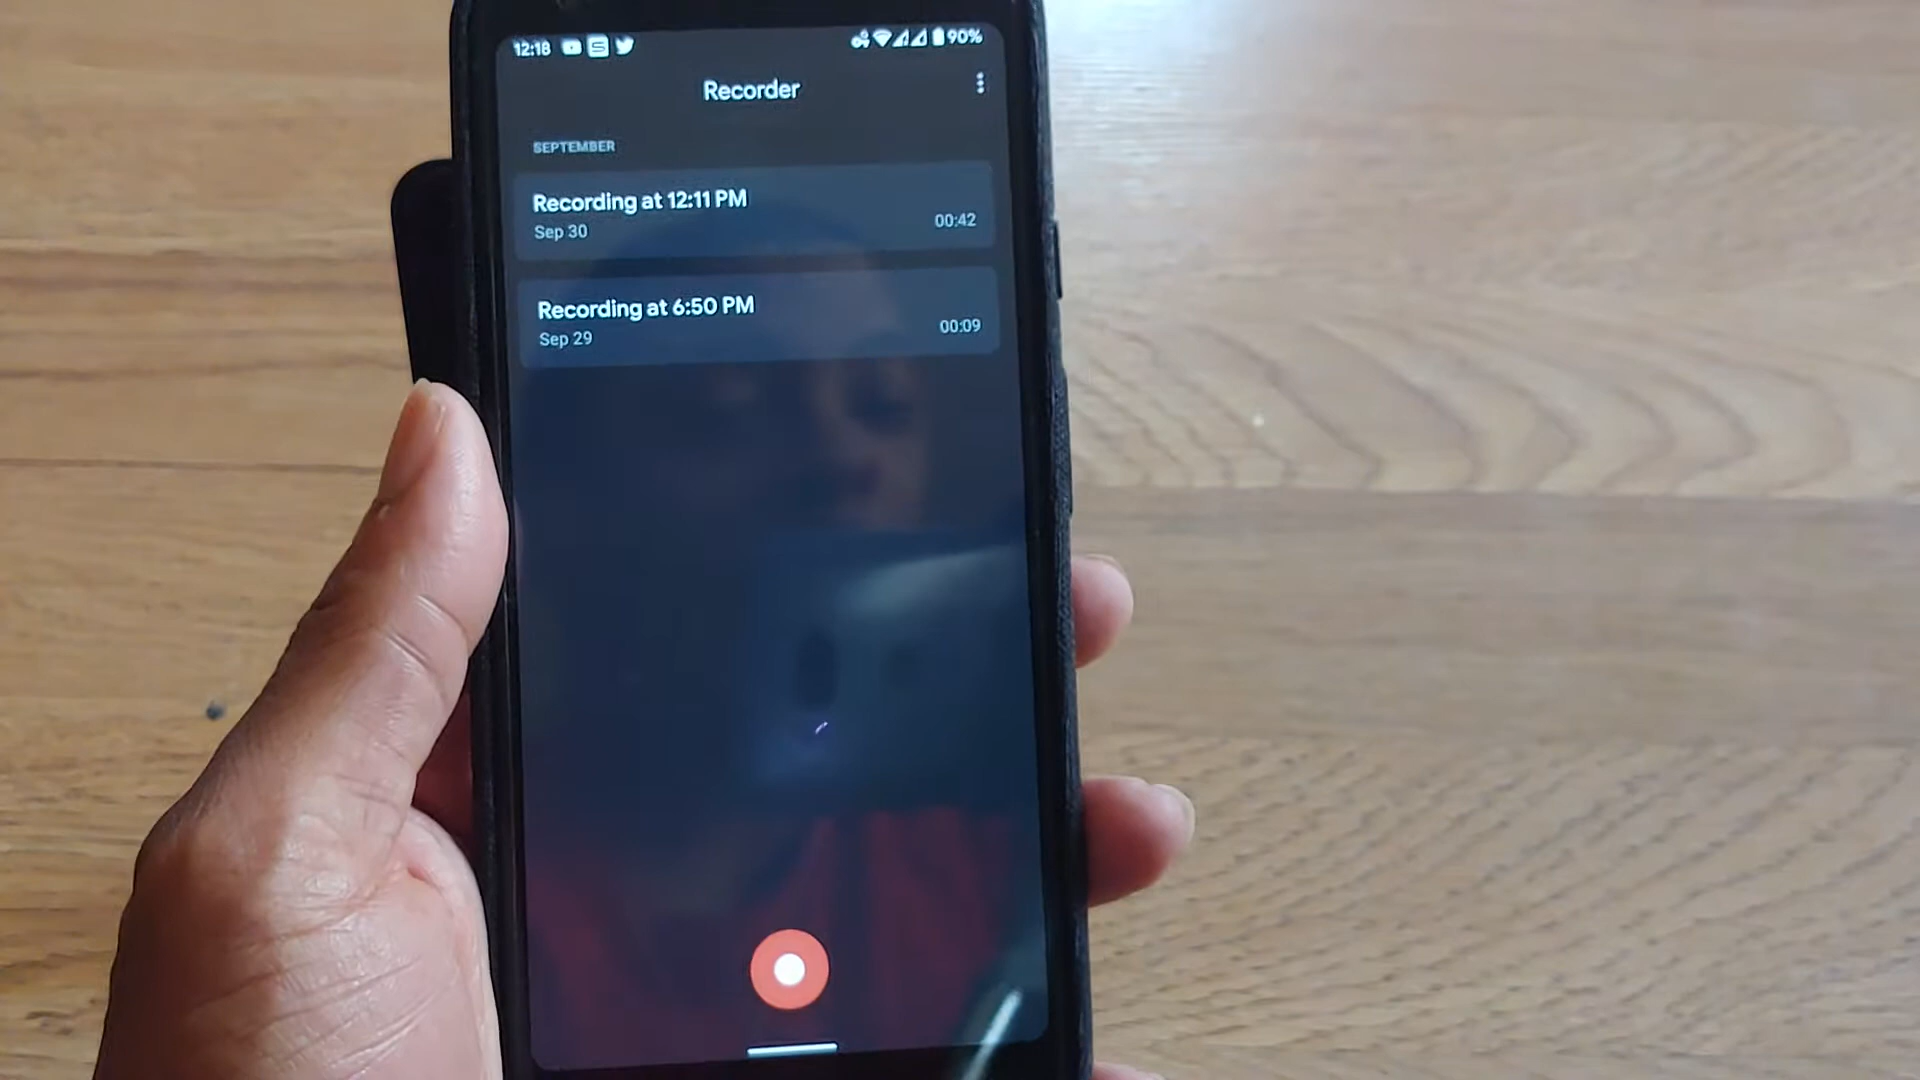 12:18 90%
Recorder
SEPTEMBER
Recording at 12:11 PM
Sep 30 00:42
Recording at 6:50 PM
Sep 29 00:09